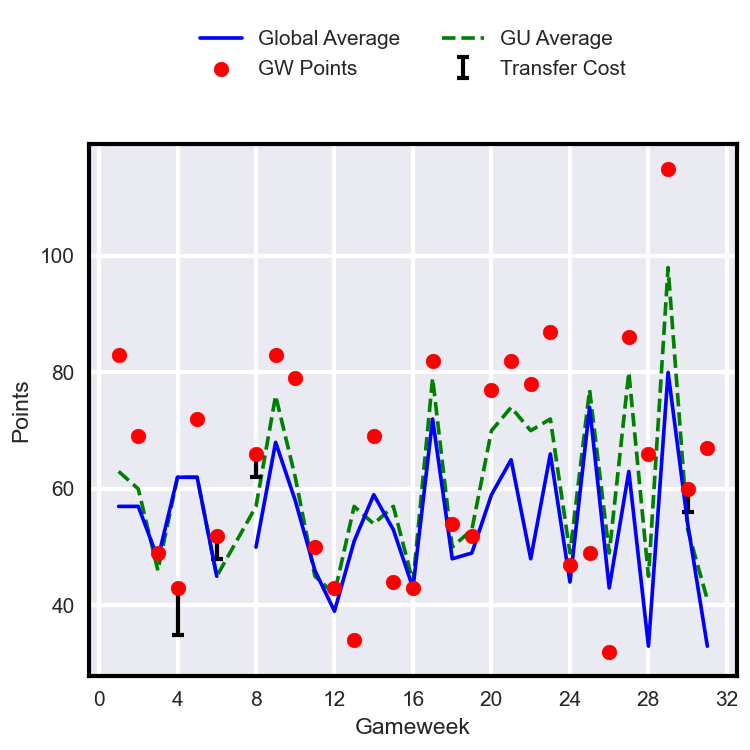 Global Average GU Average
GW Points Transfer Cost
Points
100
80
60
40
0 4 8 12 16 20 24 28 32
Gameweek